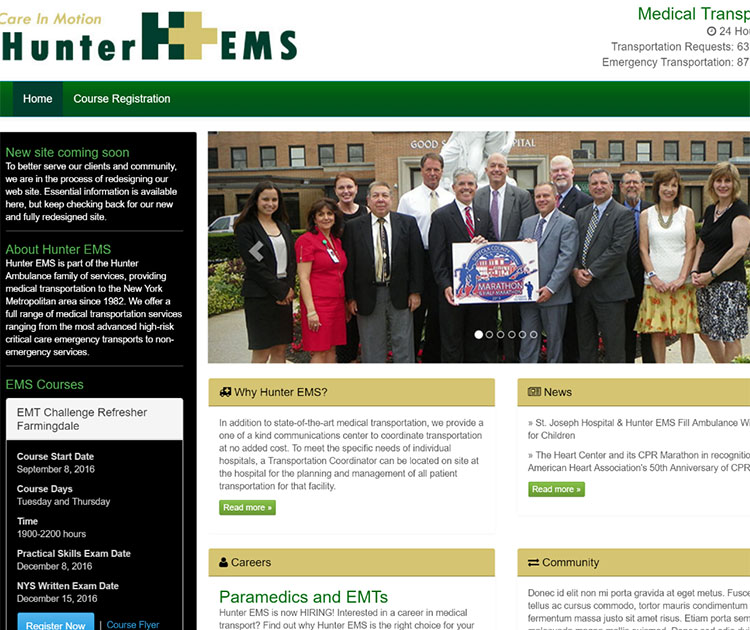 Care In Motion
Hunter EMS
Medical Transp
24 Hou
Transportation Requests: 63
Emergency Transportation: 87
Home Course Registration
New site coming soon
To better serve our clients and community,
we are in the process of redesigning our
web site. Essential information is available
here, but keep checking back for our new
and fully redesigned site.
About Hunter EMS
Hunter EMS is part of the Hunter
Ambulance family of services, providing
medical transportation to the New York
Metropolitan area since 1982. We offer a
full range of medical transportation services
ranging from the most advanced high-risk
critical care emergency transports to non-
emergency services.
EMS Courses
EMT Challenge Refresher
Farmingdale
Course Start Date
September 8, 2016
Course Days
Tuesday and Thursday
Time
1900-2200 hours
Practical Skills Exam Date
December 8, 2016
NYS Written Exam Date
December 15, 2016
Register Now | Course Flyer
GOOD S PITAL
SUFFOLK COUNTY
MARATHON
& HALF MARATHON
Why Hunter EMS?
In addition to state-of-the-art medical transportation, we provide a
one of a kind communications center to coordinate transportation
at no added cost. To meet the specific needs of individual
hospitals, a Transportation Coordinator can be located on site at
the hospital for the planning and management of all patient
transportation for that facility.
Read more »
News
» St. Joseph Hospital & Hunter EMS Fill Ambulance Wi
for Children
» The Heart Center and its CPR Marathon in recognitio
American Heart Association's 50th Anniversary of CPR
Read more »
Careers
Paramedics and EMTs
Hunter EMS is now HIRING! Interested in a career in medical
transport? Find out why Hunter EMS is the right choice for your
Community
Donec id elit non mi porta gravida at eget metus. Fusce
tellus ac cursus commodo, tortor mauris condimentum
fermentum massa justo sit amet risus. Etiam porta sem